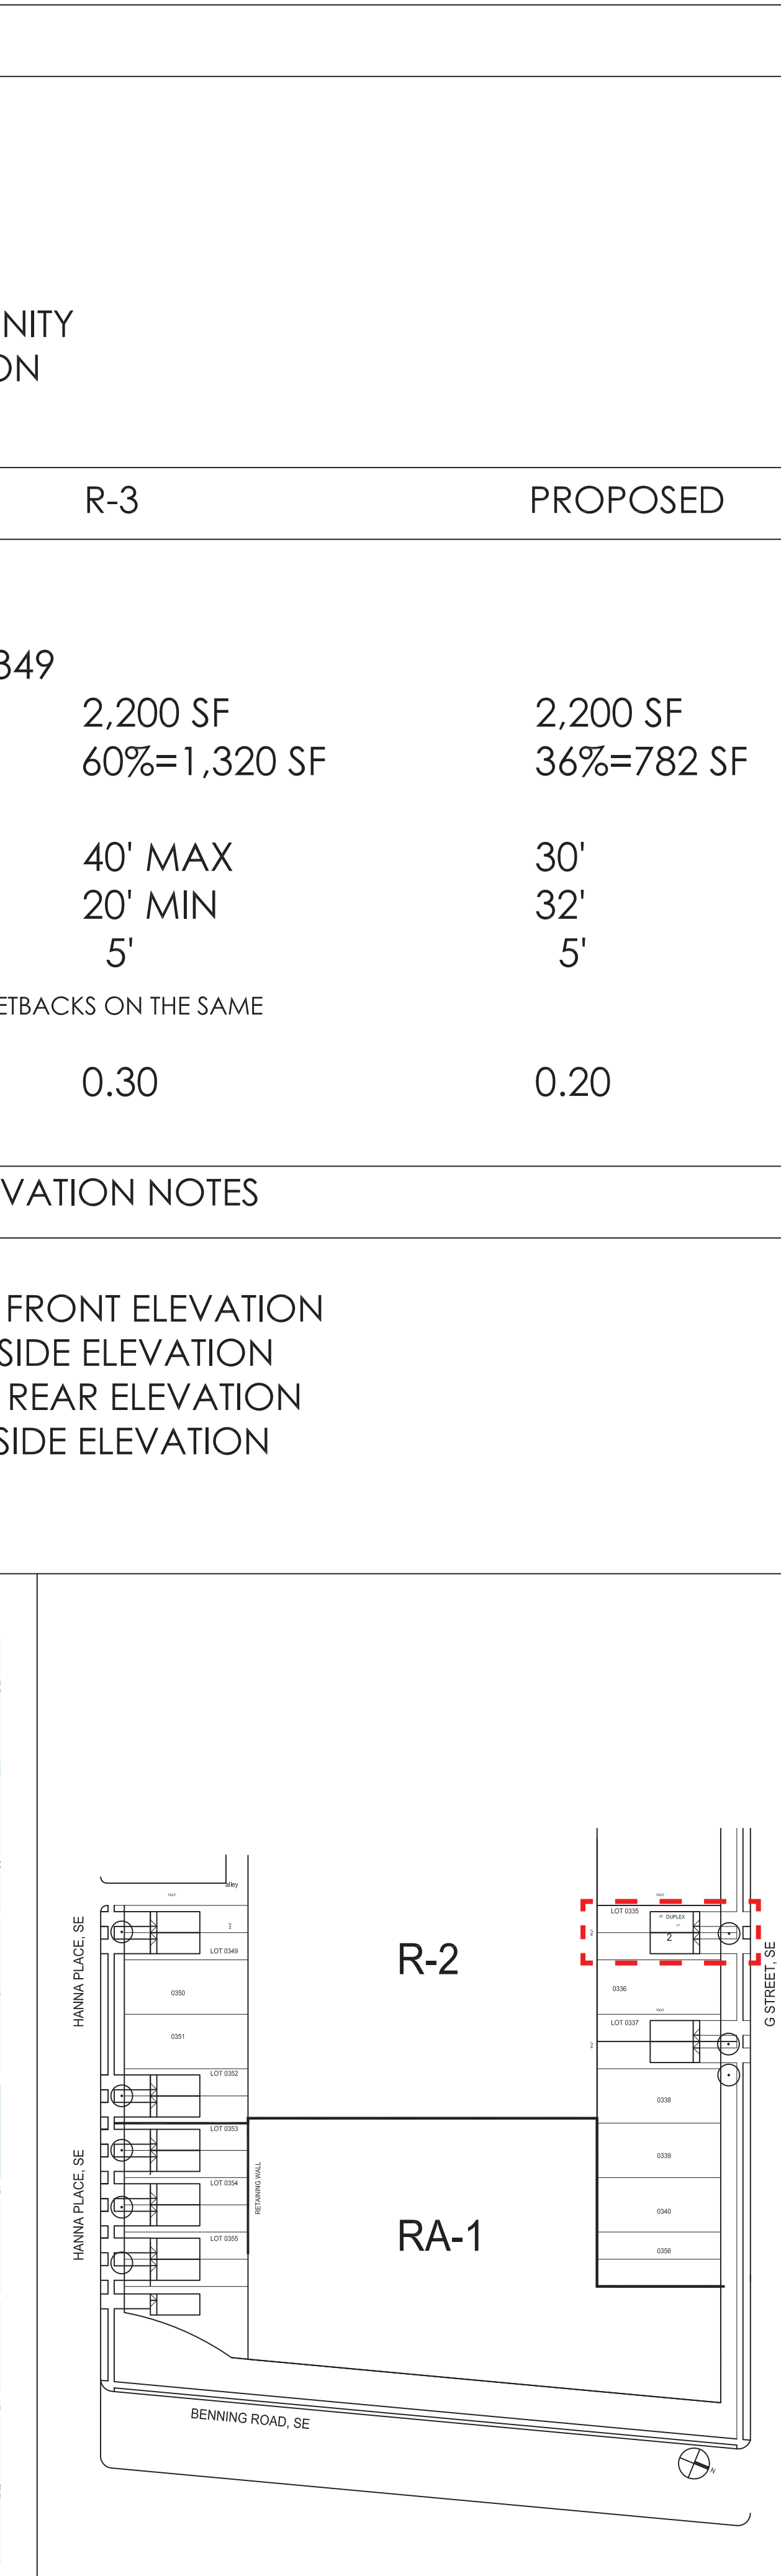 NITY
ON
R-3 PROPOSED
349
2,200 SF 2,200 SF
60%=1,320 SF 36%=782 SF
40' MAX 30'
20' MIN 32'
5' 5'
ETBACKS ON THE SAME
0.30 0.20
VATION NOTES
FRONT ELEVATION
SIDE ELEVATION
REAR ELEVATION
SIDE ELEVATION
alley
HANNA PLACE, SE
LOT 0349
0350
0351
LOT 0352
LOT 0353
HANNA PLACE, SE
LOT 0354
LOT 0355
RETAINING WALL
R-2
RA-1
LOT 0335
DUPLEX
2
G STREET, SE
0336
LOT 0337
0338
0339
0340
0356
BENNING ROAD, SE
N